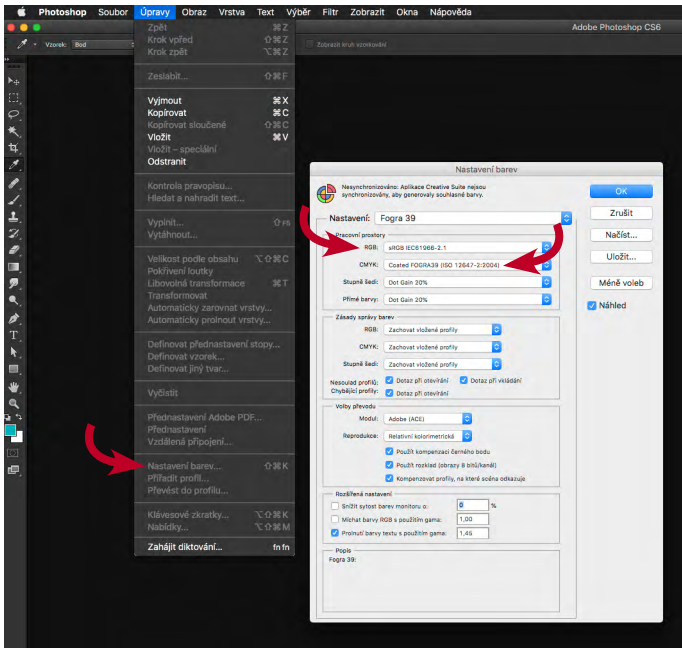 Photoshop Soubor Úpravy Obraz Vrstva Text Výběr Filtr Zobrazit Okna Nápověda
Adobe Photoshop CS6
Vzorek: Bod
Zobrazit kruh vzorkování
Zpět ⌘Z
Krok vpřed ⇧⌘Z
Krok zpět ⌥⌘Z
Zeslabit... ⇧⌘F
Vyjmout ⌘X
Kopírovat ⌘C
Kopírovat sloučené ⇧⌘C
Vložit ⌘V
Vložit – speciální
Odstranit
Kontrola pravopisu...
Hledat a nahradit text...
Vyplnit... ⇧F5
Vytáhnout...
Velikost podle obsahu ⌥⇧⌘C
Pokřivení loutky
Libovolná transformace ⌘T
Transformovat
Automaticky zarovnat vrstvy...
Automaticky prolnout vrstvy...
Definovat přednastavení stopy...
Definovat vzorek...
Definovat jiný tvar...
Vyčistit
Přednastavení Adobe PDF...
Přednastavení
Vzdálená připojení...
Nastavení barev... ⇧⌘K
Přiřadit profil...
Převést do profilu...
Klávesové zkratky... ⌥⇧⌘K
Nabídky... ⌥⇧⌘M
Zahájit diktování... fn fn
Nastavení barev
Nesynchronizováno: Aplikace Creative Suite nejsou
synchronizovány, aby generovaly souhlasné barvy.
Nastavení: Fogra 39
Pracovní prostory
RGB: sRGB IEC61966-2.1
CMYK: Coated FOGRA39 (ISO 12647-2:2004)
Stupně šedi: Dot Gain 20%
Přímé barvy: Dot Gain 20%
Zásady správy barev
RGB: Zachovat vložené profily
CMYK: Zachovat vložené profily
Stupně šedi: Zachovat vložené profily
Nesoulad profilů: Dotaz při otevírání Dotaz při vkládání
Chybějící profily: Dotaz při otevírání
Volby převodu
Modul: Adobe (ACE)
Reprodukce: Relativní kolorimetrická
Použít kompenzaci černého bodu
Použít rozklad (obrazy 8 bitů/kanál)
Kompenzovat profily, na které scéna odkazuje
Rozšířená nastavení
Snížit sytost barev monitoru o: %
Míchat barvy RGB s použitím gama: 1,00
Prolnutí barvy textu s použitím gama: 1,45
Popis
Fogra 39:
OK
Zrušit
Načíst...
Uložit...
Méně voleb
Náhled